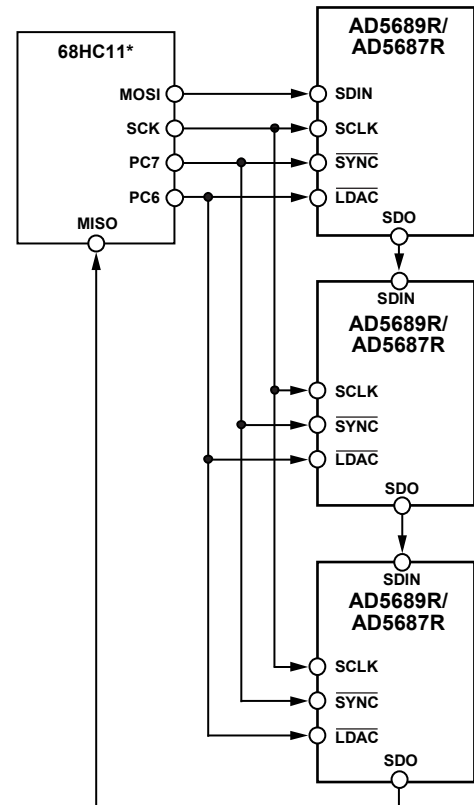 68HC11*
MOSI
SCK
PC7
PC6
MISO
AD5689R/
AD5687R
SDIN
SCLK
SYNC
LDAC
SDO
SDIN
AD5689R/
AD5687R
SCLK
SYNC
LDAC
SDO
SDIN
AD5689R/
AD5687R
SCLK
SYNC
LDAC
SDO